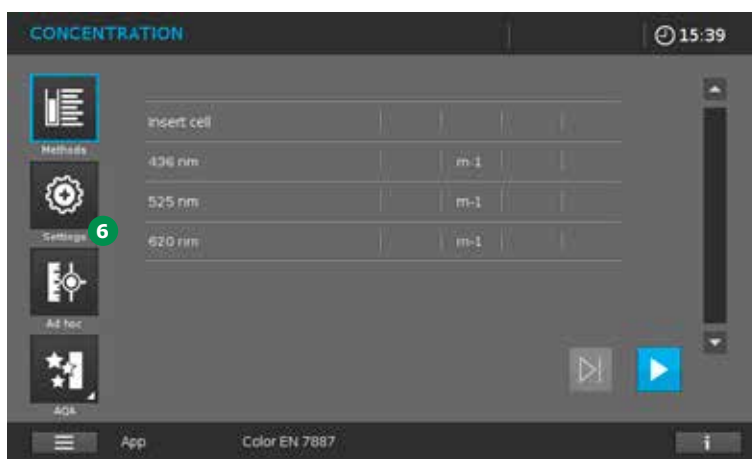 CONCENTRATION 15:39
Methods
Insert cell
436 nm m-1
Settings 6
525 nm m-1
620 nm m-1
Ad hoc
AQA
App Color EN 7887 i